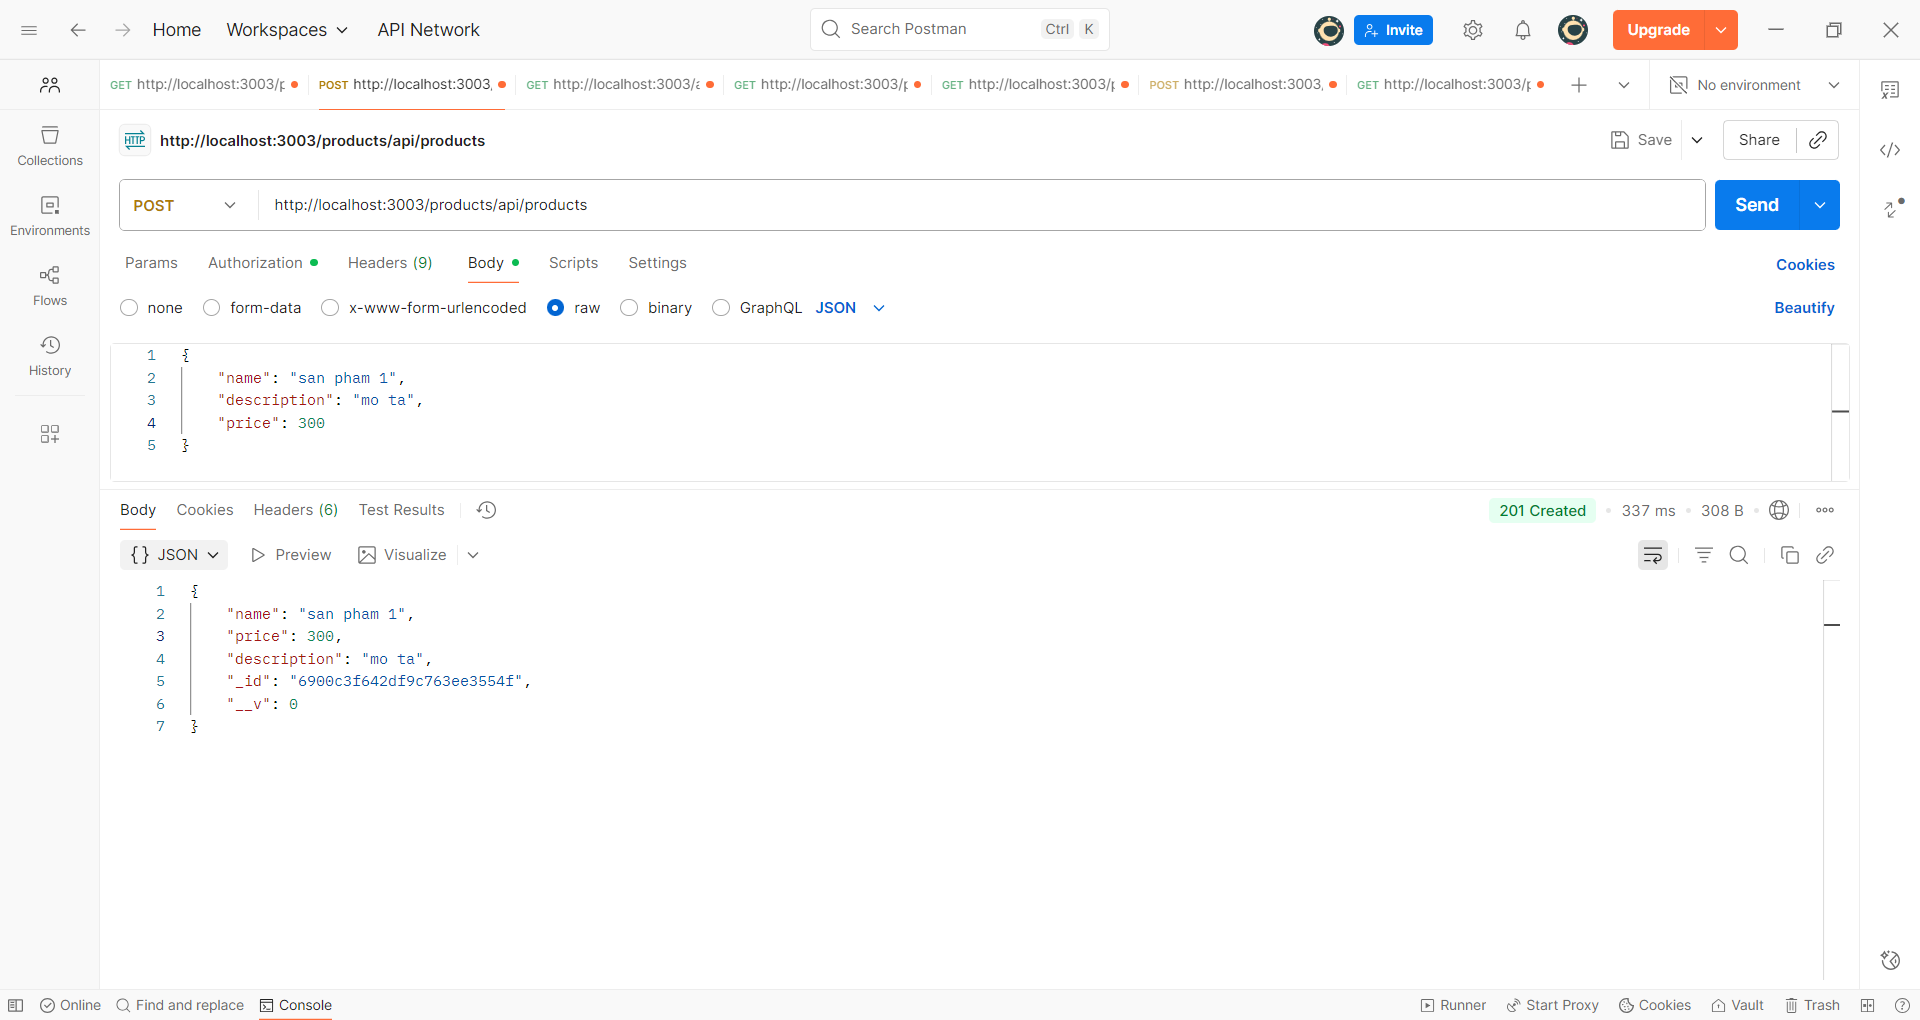 Home Workspaces API Network Search Postman Ctrl K Invite Upgrade
GET http://localhost:3003/p POST http://localhost:3003, GET http://localhost:3003/a GET http://localhost:3003/p GET http://localhost:3003/p POST http://localhost:3003, GET http://localhost:3003/p No environment
HTTP http://localhost:3003/products/api/products Save Share
POST http://localhost:3003/products/api/products Send
Params Authorization Headers (9) Body Scripts Settings Cookies
none form-data x-www-form-urlencoded raw binary GraphQL JSON Beautify
Collections
Environments
Flows
History
1 {
2 "name": "san pham 1",
3 "description": "mo ta",
4 "price": 300
5 }
Body Cookies Headers (6) Test Results 201 Created 337 ms 308 B
{} JSON Preview Visualize
1 {
2 "name": "san pham 1",
3 "price": 300,
4 "description": "mo ta",
5 "_id": "6900c3f642df9c763ee3554f",
6 "__v": 0
7 }
Online Find and replace Console Runner Start Proxy Cookies Vault Trash